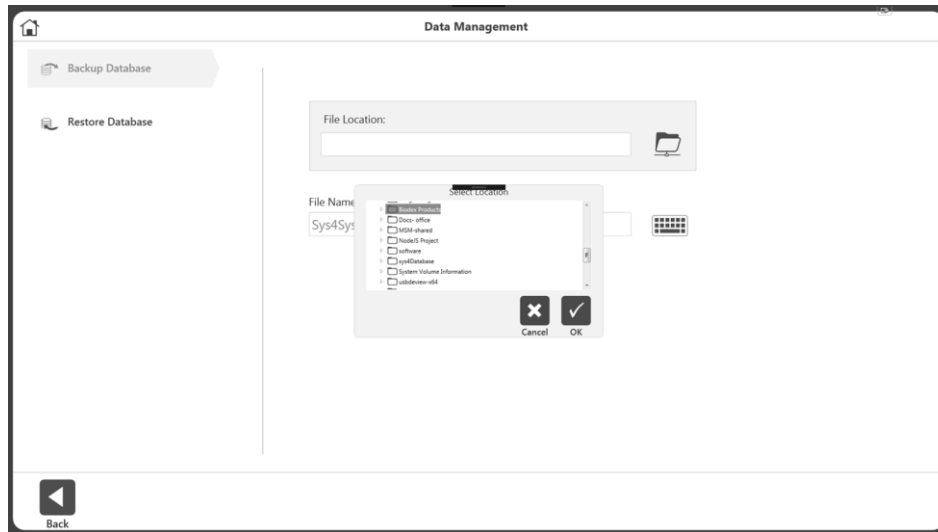 Data Management
Backup Database
Restore Database
File Location:
File Name
Sys4Sys
Select Location
Biodex Products
Docs- office
MSM-shared
NodeJS Project
software
sys4Database
System Volume Information
usbdeview-x64
Cancel
OK
Back